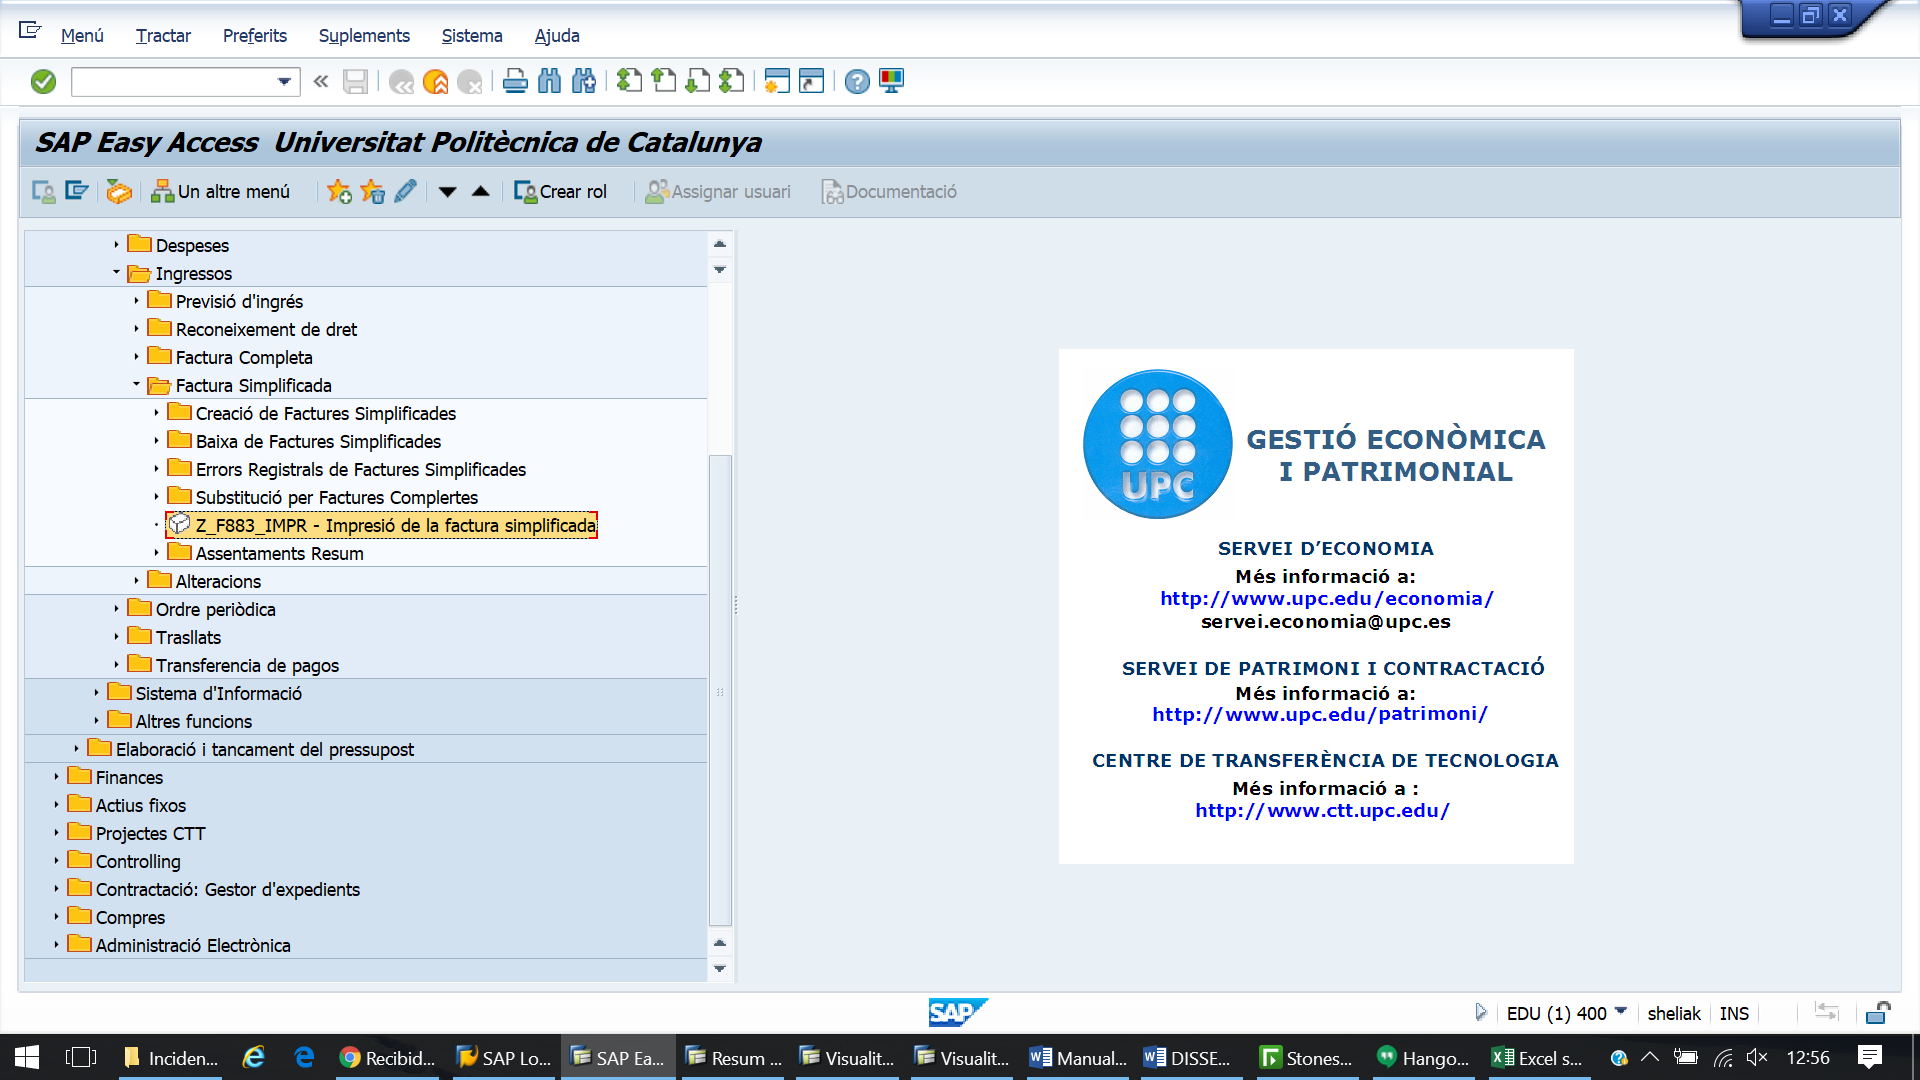 Menú Tractar Preferits Suplements Sistema Ajuda
SAP Easy Access Universitat Politècnica de Catalunya
Un altre menú Crear rol Assignar usuari Documentació
Despeses
Ingressos
Previsió d'ingrés
Reconeixement de dret
Factura Completa
Factura Simplificada
Creació de Factures Simplificades
Baixa de Factures Simplificades
Errors Registrals de Factures Simplificades
Substitució per Factures Complertes
Z_F883_IMPR - Impresió de la factura simplificada
Assentaments Resum
Alteracions
Ordre periòdica
Trasllats
Transferencia de pagos
Sistema d'Informació
Altres funcions
Elaboració i tancament del pressupost
Finances
Actius fixos
Projectes CTT
Controlling
Contractació: Gestor d'expedients
Compres
Administració Electrònica
UPC
GESTIÓ ECONÒMICA
I PATRIMONIAL
SERVEI D'ECONOMIA
Més informació a:
http://www.upc.edu/economia/
servei.economia@upc.es
SERVEI DE PATRIMONI I CONTRACTACIÓ
Més informació a:
http://www.upc.edu/patrimoni/
CENTRE DE TRANSFERÈNCIA DE TECNOLOGIA
Més informació a :
http://www.ctt.upc.edu/
SAP
EDU (1) 400 sheliak INS
Inciden... Recibid... SAP Lo... SAP Ea... Resum ... Visualit... Visualit... Manual... DISSE... Stones... Hango... Excel s... 12:56